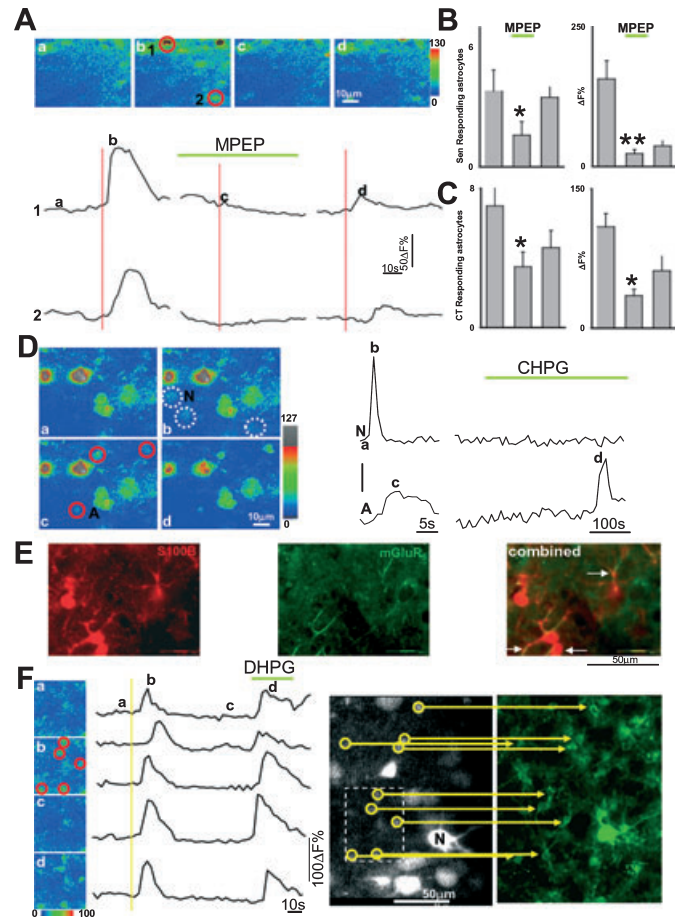 A
a
b
c
d
1
2
10µm
130
0
MPEP
b
a
c
d
1
2
50ΔF%
10s
B
MPEP
MPEP
6
0
Sen Responding astrocytes
*
250
0
ΔF%
**
C
8
0
CT Responding astrocytes
*
150
0
ΔF%
*
D
a
b
N
c
A
d
10µm
127
0
b
CHPG
N
a
c
d
A
5s
100s
E
S100B
mGluR
combined
50µm
F
a
b
c
d
0 100
DHPG
a
b
c
d
100ΔF%
10s
N
50µm